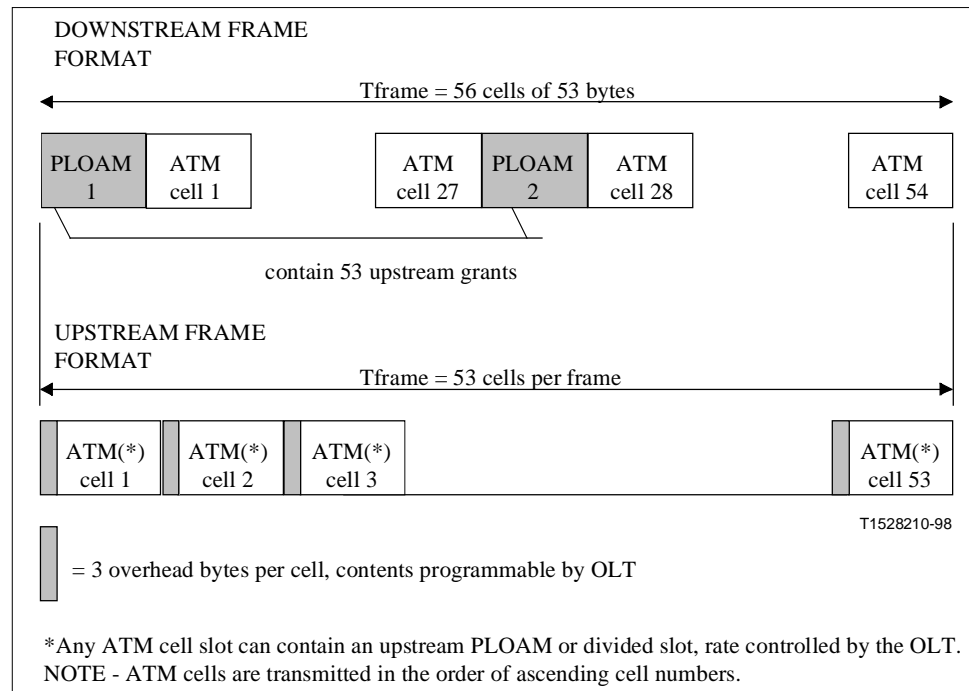 DOWNSTREAM FRAME
FORMAT
Tframe = 56 cells of 53 bytes
PLOAM
1
ATM
cell 1
ATM
cell 27
PLOAM
2
ATM
cell 28
ATM
cell 54
contain 53 upstream grants
UPSTREAM FRAME
FORMAT
Tframe = 53 cells per frame
ATM(*)
cell 1
ATM(*)
cell 2
ATM(*)
cell 3
ATM(*)
cell 53
T1528210-98
= 3 overhead bytes per cell, contents programmable by OLT
*Any ATM cell slot can contain an upstream PLOAM or divided slot, rate controlled by the OLT.
NOTE - ATM cells are transmitted in the order of ascending cell numbers.